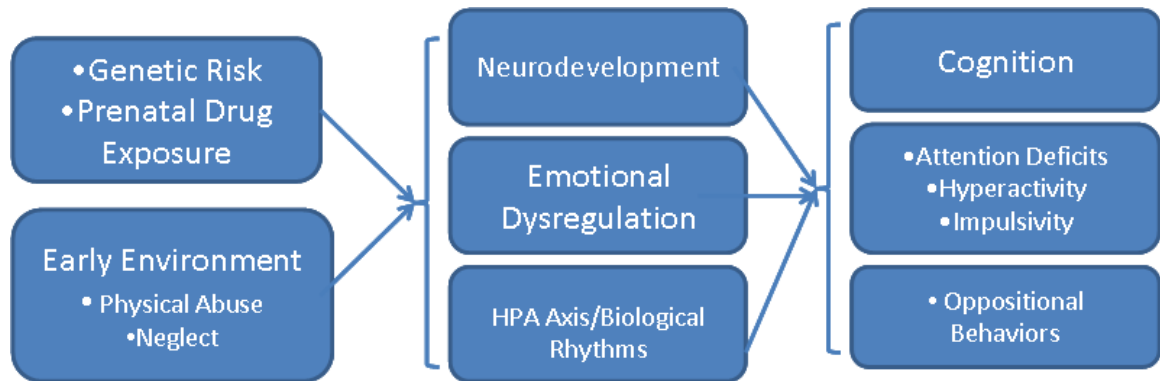 •Genetic Risk
•Prenatal Drug
Exposure
Early Environment
• Physical Abuse
•Neglect
Neurodevelopment
Emotional
Dysregulation
HPA Axis/Biological
Rhythms
Cognition
•Attention Deficits
•Hyperactivity
•Impulsivity
• Oppositional
Behaviors